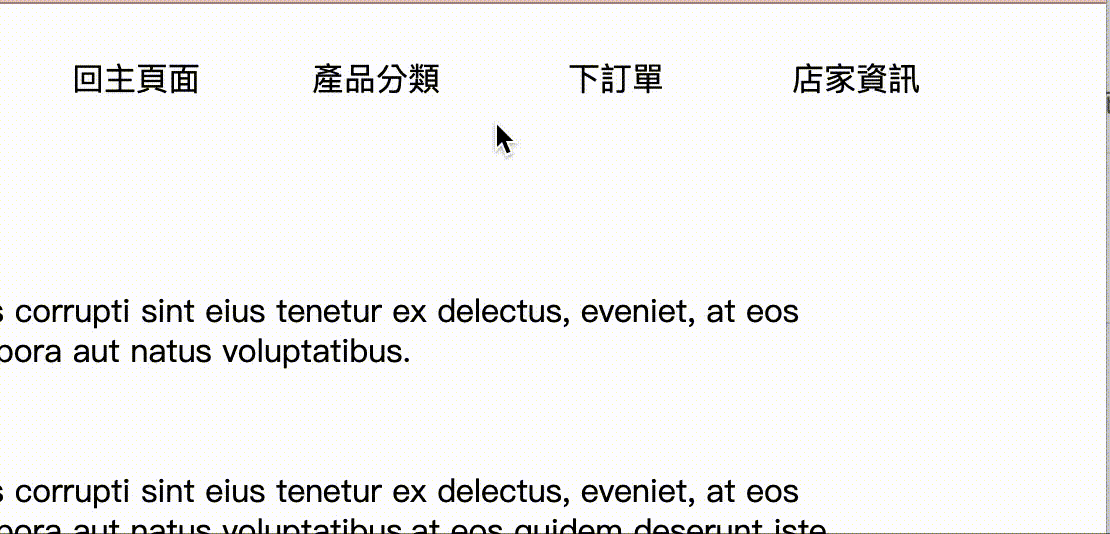 回主頁面 產品分類 下訂單 店家資訊
corrupti sint eius tenetur ex delectus, eveniet, at eos
aut natus voluptatibus.
corrupti sint eius tenetur ex delectus, eveniet, at eos
aut natus voluptatibus at eos quidem deserunt iste